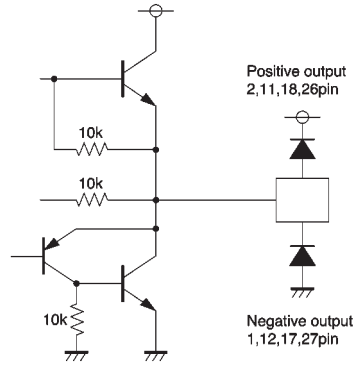 Positive output
2,11,18,26pin
10k
10k
10k
Negative output
1,12,17,27pin